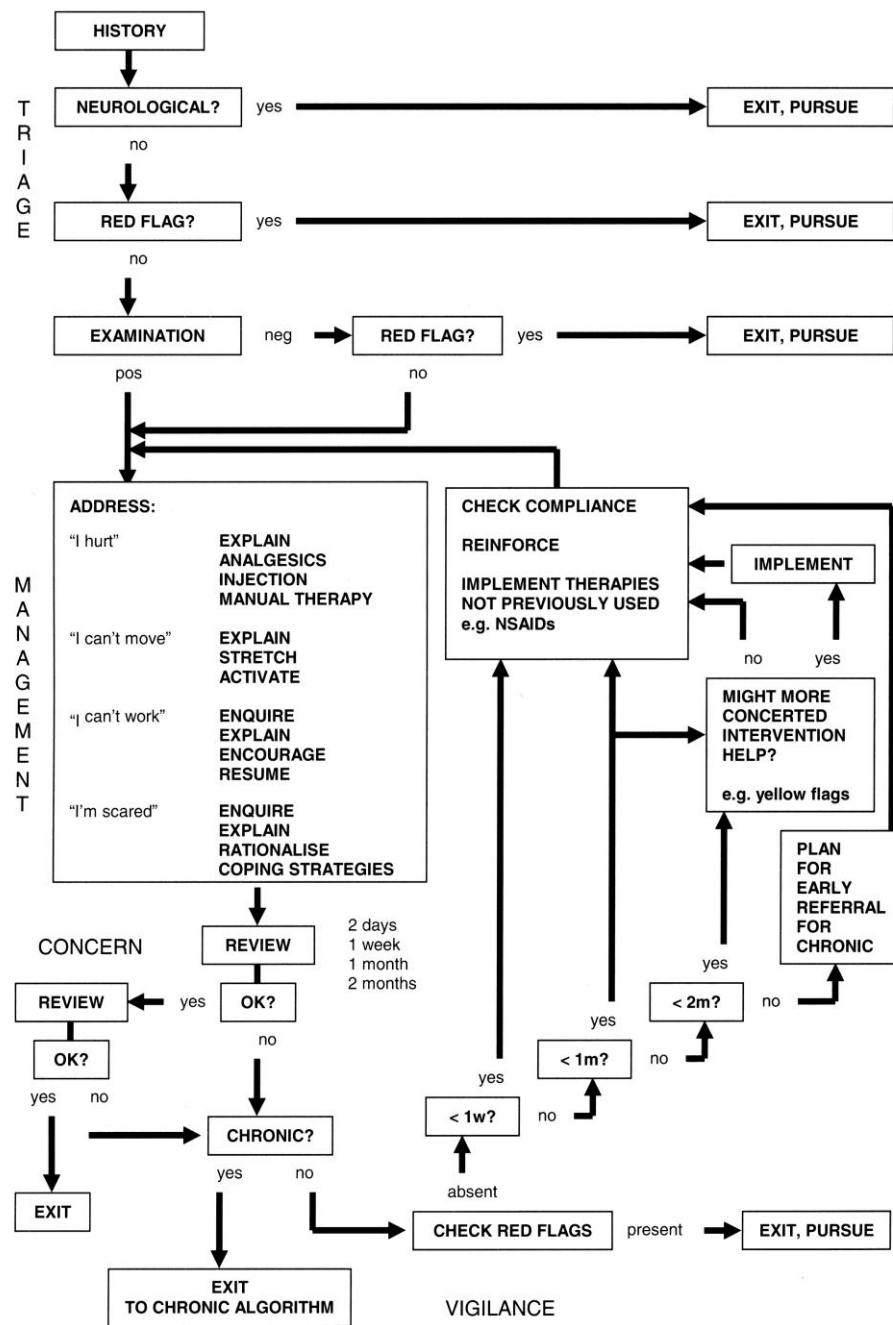 HISTORY
TRIAGE
NEUROLOGICAL?
yes
EXIT, PURSUE
no
RED FLAG?
yes
EXIT, PURSUE
no
EXAMINATION
neg
RED FLAG?
yes
EXIT, PURSUE
pos
no
MANAGEMENT
ADDRESS:
“I hurt” EXPLAIN
ANALGESICS
INJECTION
MANUAL THERAPY
“I can’t move” EXPLAIN
STRETCH
ACTIVATE
“I can’t work” ENQUIRE
EXPLAIN
ENCOURAGE
RESUME
“I’m scared” ENQUIRE
EXPLAIN
RATIONALISE
COPING STRATEGIES
CHECK COMPLIANCE
REINFORCE
IMPLEMENT THERAPIES
NOT PREVIOUSLY USED
e.g. NSAIDs
IMPLEMENT
no
yes
MIGHT MORE
CONCERTED
INTERVENTION
HELP?
e.g. yellow flags
PLAN
FOR
EARLY
REFERRAL
FOR
CHRONIC
CONCERN
REVIEW
2 days
1 week
1 month
2 months
REVIEW
yes
OK?
no
OK?
yes
no
EXIT
CHRONIC?
yes
no
EXIT
TO CHRONIC ALGORITHM
yes
< 2m?
no
yes
< 1m?
no
yes
< 1w?
no
absent
CHECK RED FLAGS
present
EXIT, PURSUE
VIGILANCE